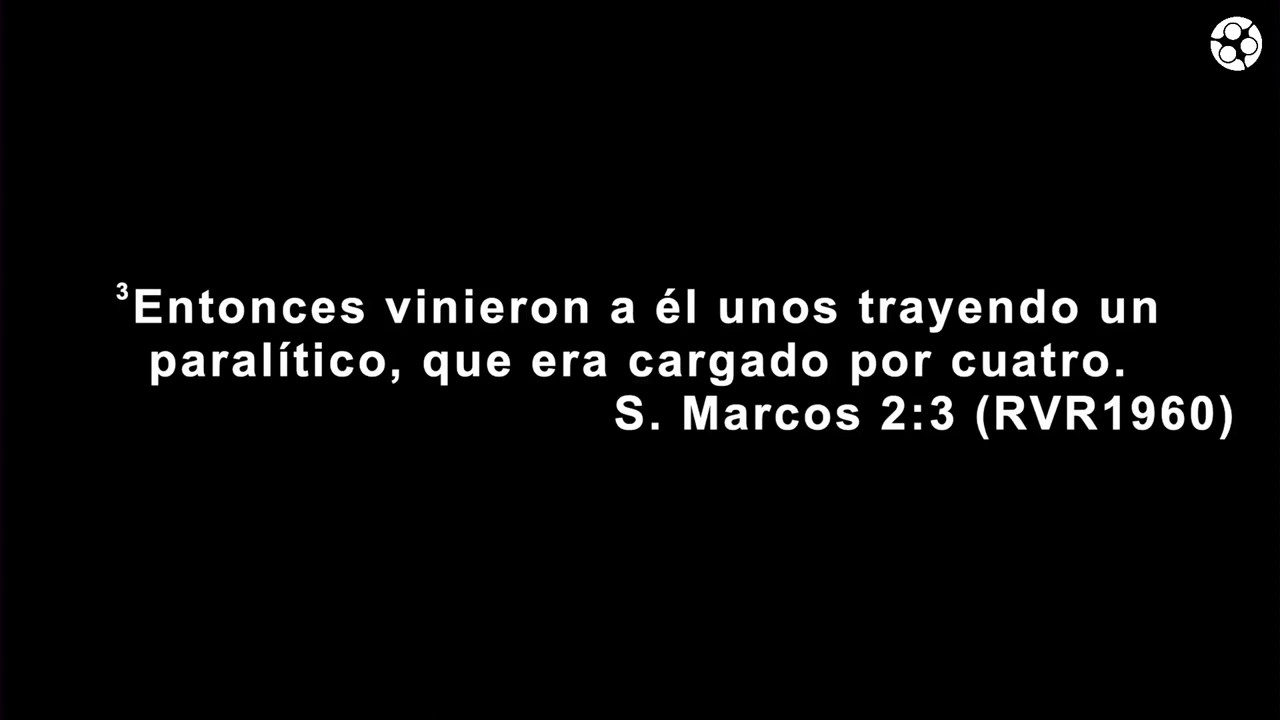 ³Entonces vinieron a él unos trayendo un
paralítico, que era cargado por cuatro.
S. Marcos 2:3 (RVR1960)